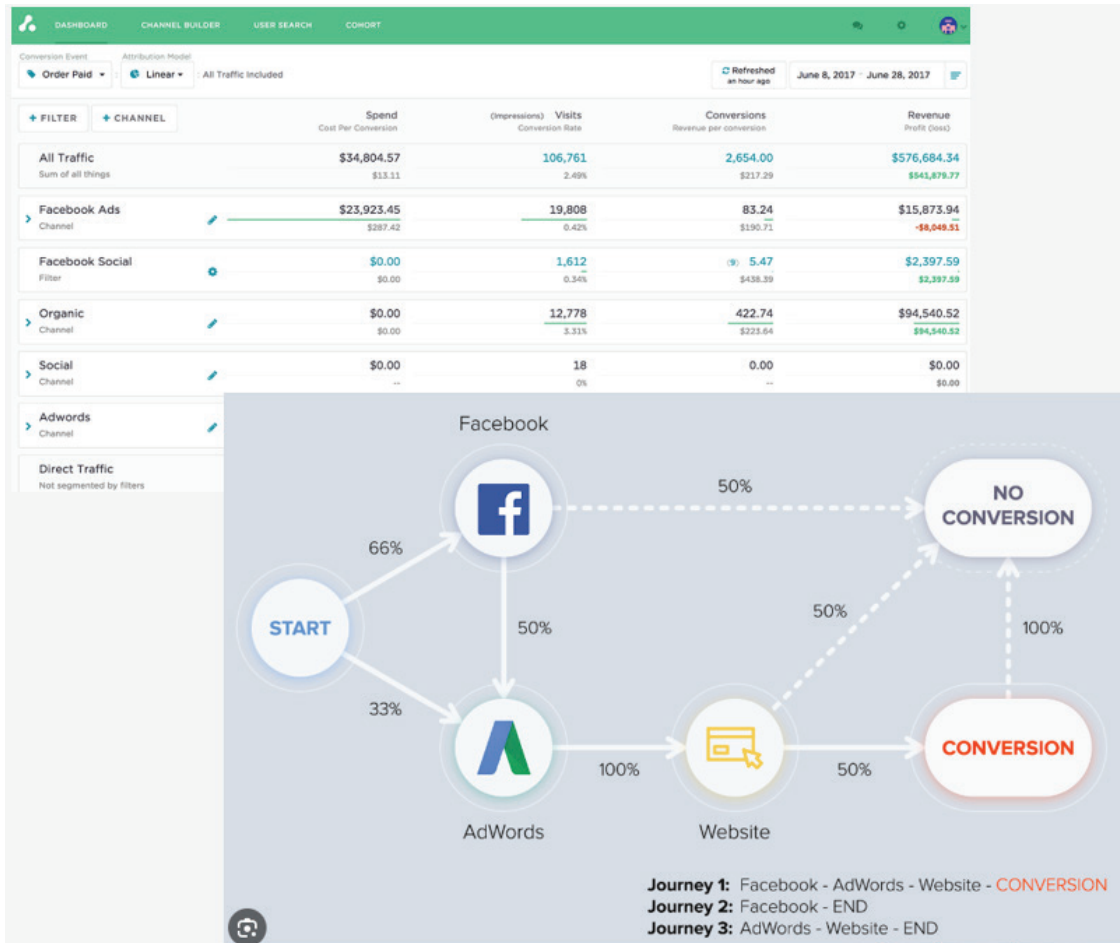 DASHBOARD CHANNEL BUILDER USER SEARCH COHORT
Conversion Event Attribution Model
Order Paid : Linear : All Traffic Included
Refreshed
an hour ago
June 8, 2017 - June 28, 2017
+ FILTER + CHANNEL
Spend (Impressions) Visits Conversions Revenue
Cost Per Conversion Conversion Rate Revenue per conversion Profit (loss)
All Traffic $34,804.57 106,761 2,654.00 $576,684.34
Sum of all things $13.11 2.49% $217.29 $541,879.77
Facebook Ads $23,923.45 19,808 83.24 $15,873.94
Channel $287.42 0.42% $190.71 -$8,049.51
Facebook Social $0.00 1,612 (9) 5.47 $2,397.59
Filter $0.00 0.34% $438.39 $2,397.59
Organic $0.00 12,778 422.74 $94,540.52
Channel $0.00 3.31% $223.64 $94,540.52
Social $0.00 18 0.00 $0.00
Channel -- 0% -- $0.00
Adwords
Channel
Direct Traffic
Not segmented by filters
Facebook
50%
NO
CONVERSION
66%
START
50%
50%
100%
33%
100%
50%
CONVERSION
AdWords
Website
Journey 1: Facebook - AdWords - Website - CONVERSION
Journey 2: Facebook - END
Journey 3: AdWords - Website - END